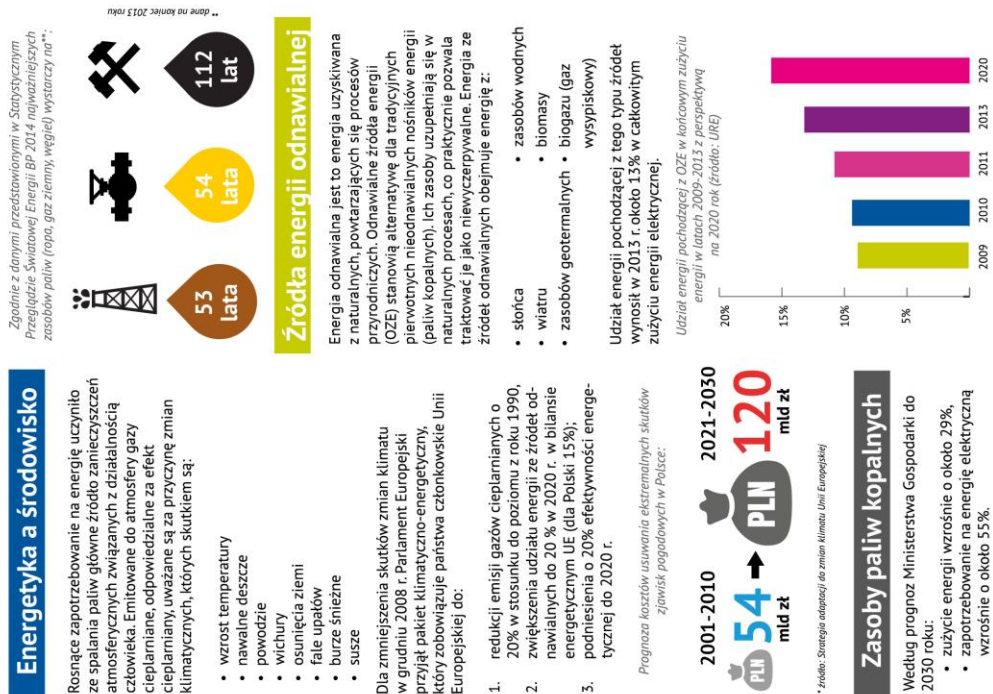 Energetyka a środowisko
Rosnące zapotrzebowanie na energię uczyniło
ze spalania paliw główne źródło zanieczyszczeń
atmosferycznych związanych z działalnością
człowieka. Emitowane do atmosfery gazy
cieplarniane, odpowiedzialne za efekt
cieplarniany, uważane są za przyczynę zmian
klimatycznych, których skutkiem są:
• wzrost temperatury
• nawalne deszcze
• powodzie
• wichury
• osunięcia ziemi
• fale upałów
• burze śnieżne
• susze
Dla zmniejszenia skutków zmian klimatu
w grudniu 2008 r. Parlament Europejski
przyjął pakiet klimatyczno-energetyczny,
który zobowiązuje państwa członkowskie Unii
Europejskiej do:
1. redukcji emisji gazów cieplarnianych o
20% w stosunku do poziomu z roku 1990,
2. zwiększenia udziału energii ze źródeł od-
nawialnych do 20 % w 2020 r. w bilansie
energetycznym UE (dla Polski 15%);
3. podniesienia o 20% efektywności energe-
tycznej do 2020 r.
Prognoza kosztów usuwania ekstremalnych skutków
zjawisk pogodowych w Polsce:
2001-2010 2021-2030
PLN 54 mld zł PLN 120 mld zł
* źródło: Strategia adaptacji do zmian klimatu Unii Europejskiej
Zasoby paliw kopalnych
Według prognoz Ministerstwa Gospodarki do
2030 roku:
• zużycie energii wzrośnie o około 29%,
• zapotrzebowanie na energię elektryczną
wzrośnie o około 55%.
Zgodnie z danymi przedstawionymi w Statystycznym
Przeglądzie Światowej Energii BP 2014 najważniejszych
zasobów paliw (ropa, gaz ziemny, węgiel) wystarczy na**:
53 lata
54 lata
112 lat
** dane na koniec 2013 roku
Źródła energii odnawialnej
Energia odnawialna jest to energia uzyskiwana
z naturalnych, powtarzających się procesów
przyrodniczych. Odnawialne źródła energii
(OZE) stanowią alternatywę dla tradycyjnych
pierwotnych nieodnawialnych nośników energii
(paliw kopalnych). Ich zasoby uzupełniają się w
naturalnych procesach, co praktycznie pozwala
traktować je jako niewyczerpywalne. Energia ze
źródeł odnawialnych obejmuje energię z:
• słońca
• wiatru
• zasobów geotermalnych
• zasobów wodnych
• biomasy
• biogazu (gaz
wysypiskowy)
Udział energii pochodzącej z tego typu źródeł
wynosił w 2013 r. około 13% w całkowitym
zużyciu energii elektrycznej.
Udział energii pochodzącej z OZE w końcowym zużyciu
energii w latach 2009-2013 z perspektywą
na 2020 rok (źródło: URE)
20%
15%
10%
5%
2009 2010 2011 2013 2020